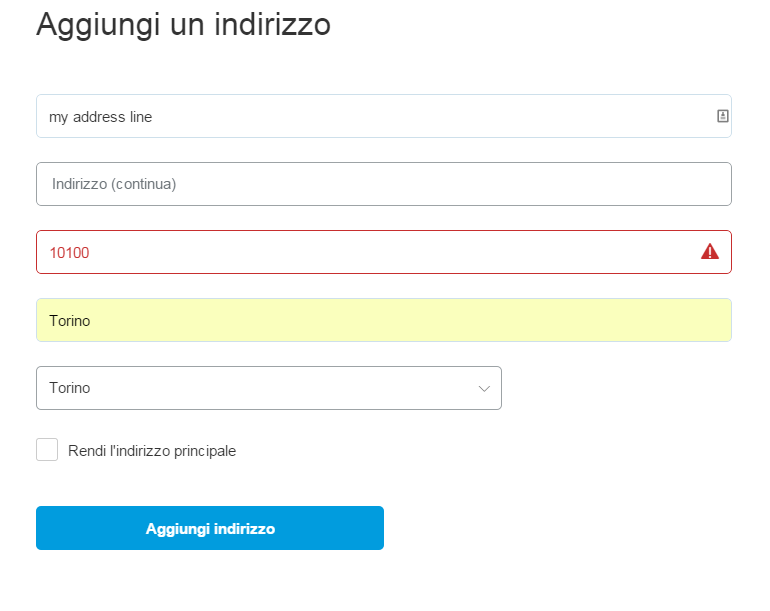 Aggiungi un indirizzo
my address line
Indirizzo (continua)
10100
Torino
Torino
Rendi l'indirizzo principale
Aggiungi indirizzo